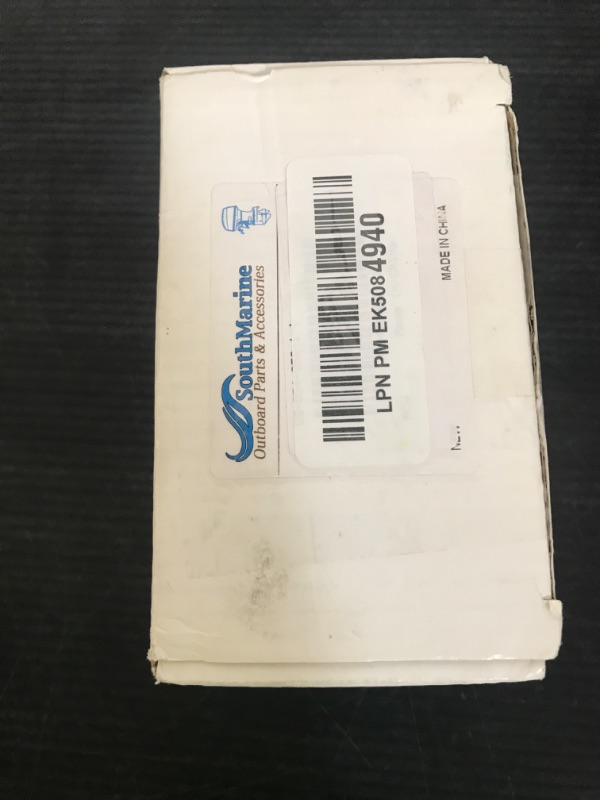 SouthMarine
Outboard Parts & Accessories
LPN PM EK508 4940
MADE IN CHINA